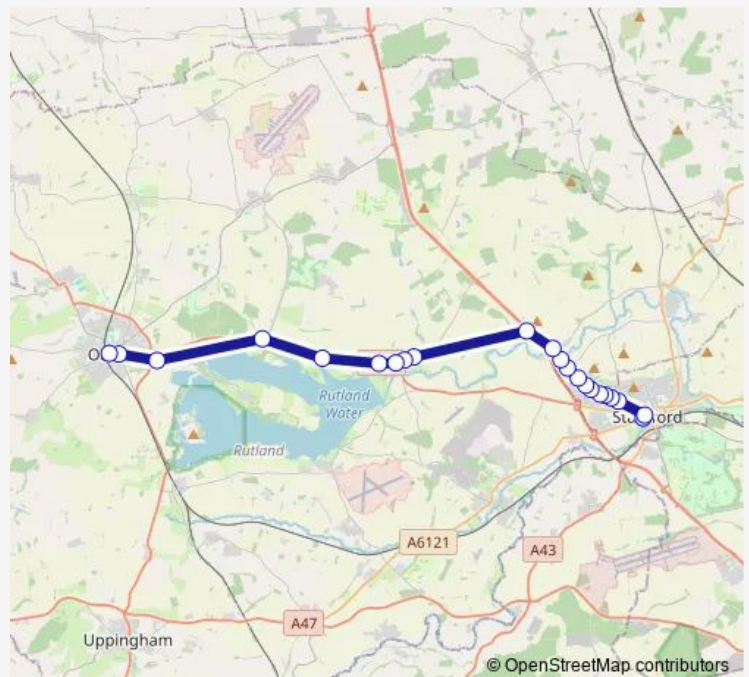 Rutland
Water
Rutland
A6121
A43
A47
Uppingham
© OpenStreetMap contributors